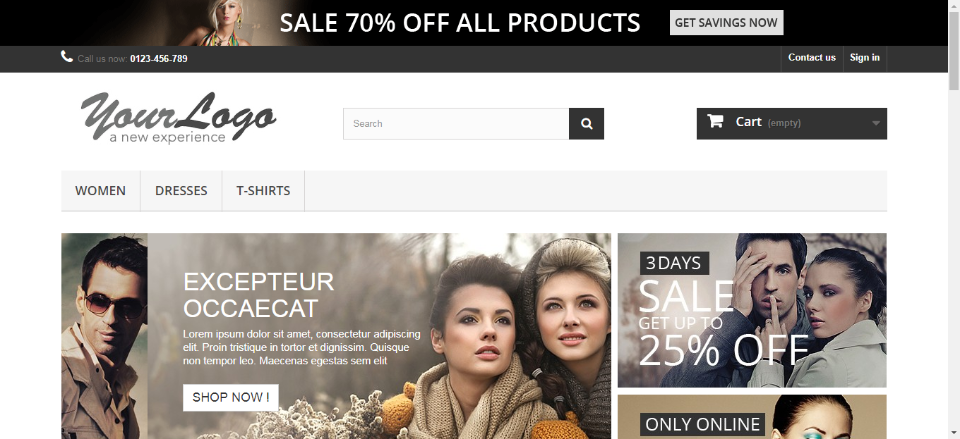 SALE 70% OFF ALL PRODUCTS
GET SAVINGS NOW
Call us now: 0123-456-789
Contact us
Sign in
YourLogo
a new experience
Search
Cart (empty)
WOMEN
DRESSES
T-SHIRTS
EXCEPTEUR
OCCAECAT
Lorem ipsum dolor sit amet, consectetur adipiscing
elit. Proin tristique in tortor et dignissim. Quisque
non tempor leo. Maecenas egestas sem elit
SHOP NOW !
3 DAYS
SALE
GET UP TO
25% OFF
ONLY ONLINE